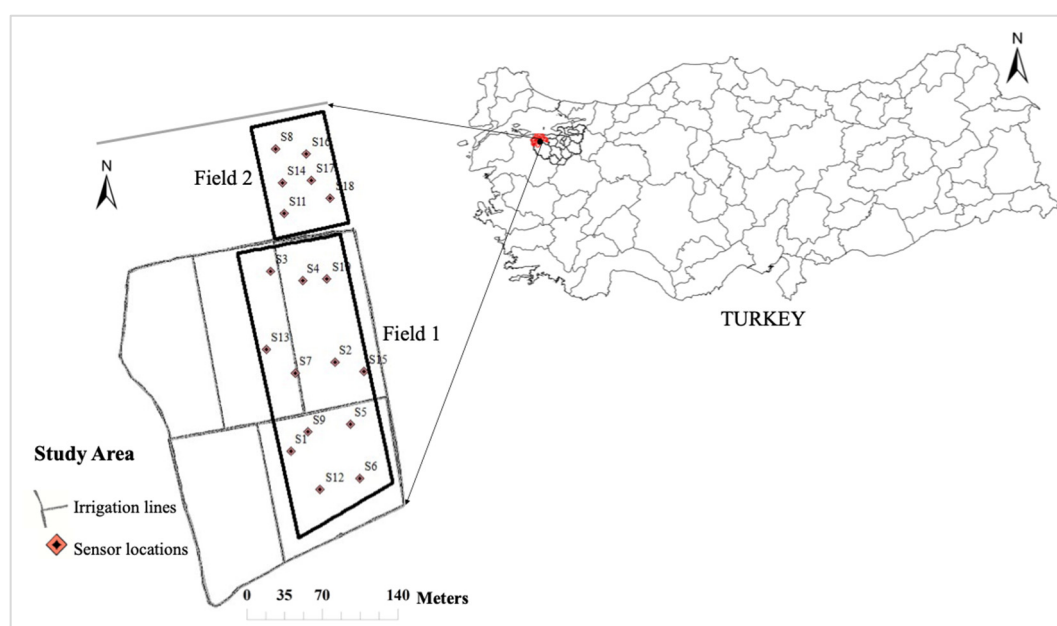 N
S8
S16
N
Field 2
S14
S17
S18
S11
S3
S4
S10
TURKEY
Field 1
S13
S2
S7
S15
S9
S5
S1
Study Area
S12
S6
Irrigation lines
Sensor locations
0 35 70 140 Meters